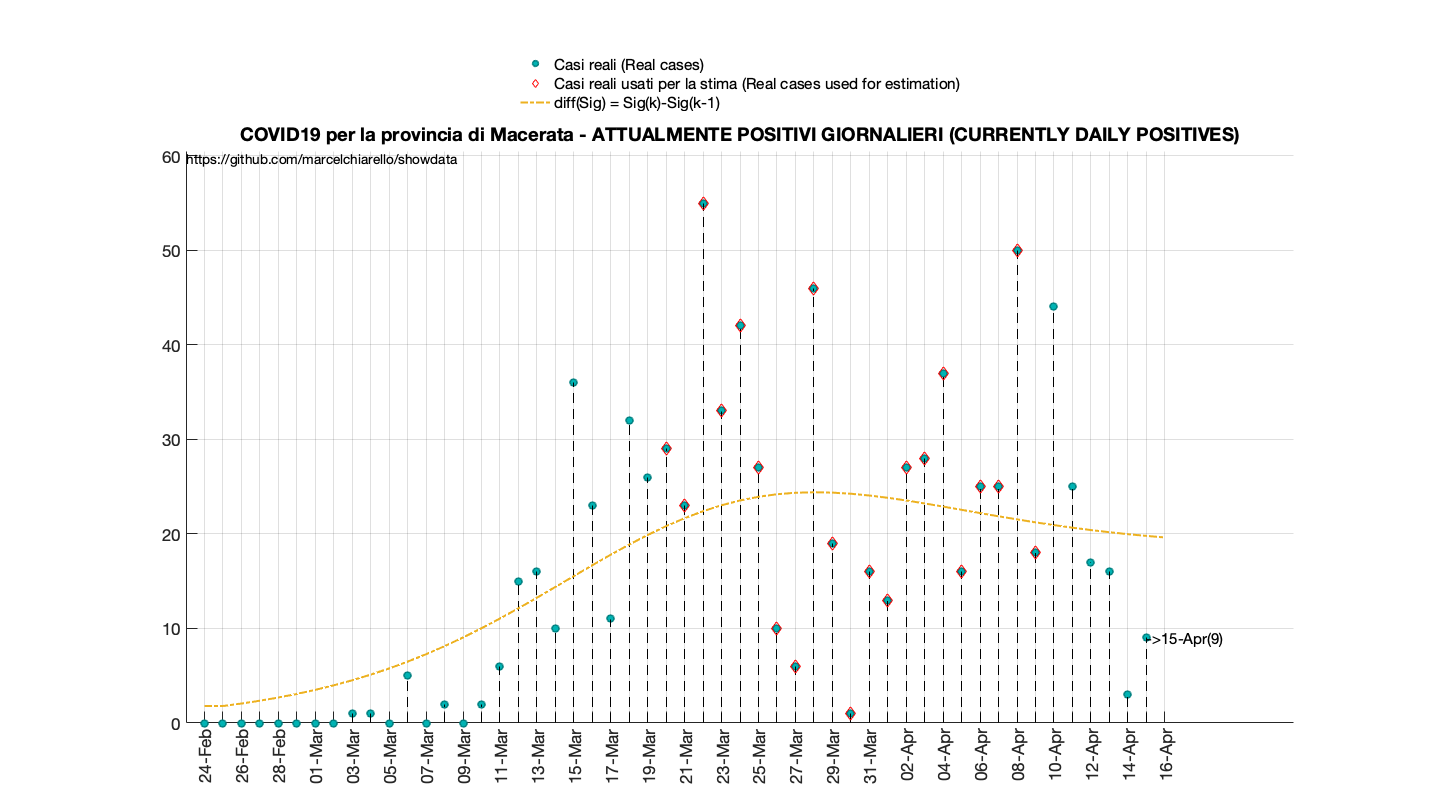 Casi reali (Real cases)
Casi reali usati per la stima (Real cases used for estimation)
diff(Sig) = Sig(k)-Sig(k-1)
COVID19 per la provincia di Macerata - ATTUALMENTE POSITIVI GIORNALIERI (CURRENTLY DAILY POSITIVES)
https://github.com/marcelchiarello/showdata
60
50
40
30
20
10
0
->15-Apr(9)
24-Feb
26-Feb
28-Feb
01-Mar
03-Mar
05-Mar
07-Mar
09-Mar
11-Mar
13-Mar
15-Mar
17-Mar
19-Mar
21-Mar
23-Mar
25-Mar
27-Mar
29-Mar
31-Mar
02-Apr
04-Apr
06-Apr
08-Apr
10-Apr
12-Apr
14-Apr
16-Apr